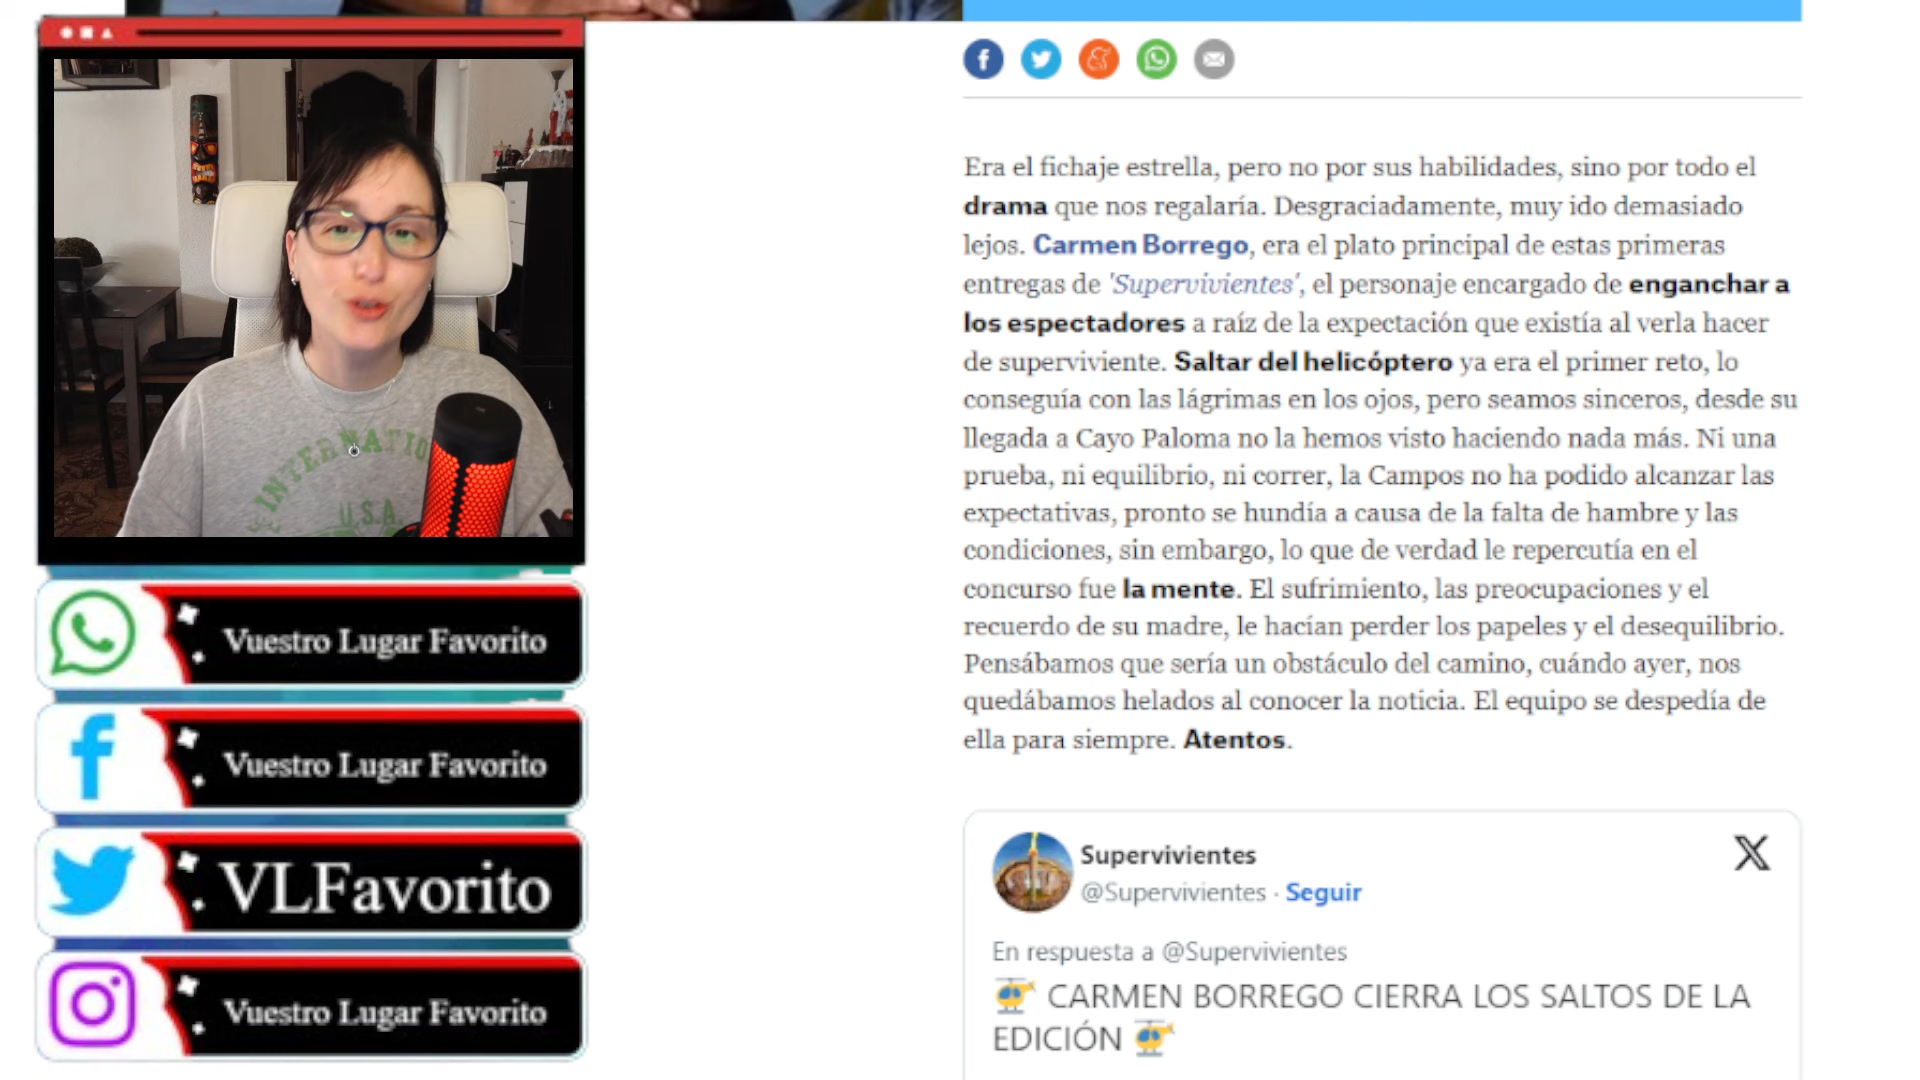 INTERNATIO
U.S.A
Vuestro Lugar Favorito
Vuestro Lugar Favorito
VLFavorito
Vuestro Lugar Favorito
Era el fichaje estrella, pero no por sus habilidades, sino por todo el
drama que nos regalaría. Desgraciadamente, muy ido demasiado
lejos. Carmen Borrego, era el plato principal de estas primeras
entregas de 'Supervivientes', el personaje encargado de enganchar a
los espectadores a raíz de la expectación que existía al verla hacer
de superviviente. Saltar del helicóptero ya era el primer reto, lo
conseguía con las lágrimas en los ojos, pero seamos sinceros, desde su
llegada a Cayo Paloma no la hemos visto haciendo nada más. Ni una
prueba, ni equilibrio, ni correr, la Campos no ha podido alcanzar las
expectativas, pronto se hundía a causa de la falta de hambre y las
condiciones, sin embargo, lo que de verdad le repercutía en el
concurso fue la mente. El sufrimiento, las preocupaciones y el
recuerdo de su madre, le hacían perder los papeles y el desequilibrio.
Pensábamos que sería un obstáculo del camino, cuándo ayer, nos
quedábamos helados al conocer la noticia. El equipo se despedía de
ella para siempre. Atentos.
Supervivientes
@Supervivientes · Seguir
En respuesta a @Supervivientes
🚁 CARMEN BORREGO CIERRA LOS SALTOS DE LA
EDICIÓN 🚁